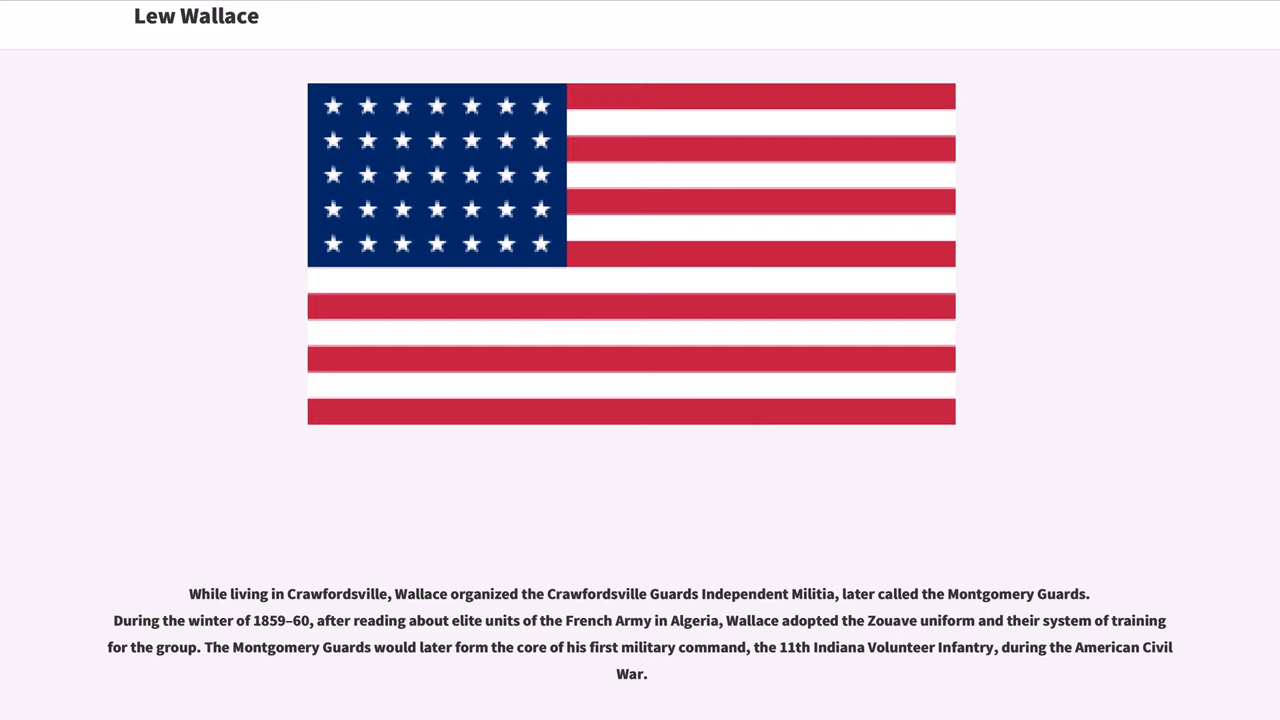 Lew Wallace
While living in Crawfordsville, Wallace organized the Crawfordsville Guards Independent Militia, later called the Montgomery Guards.
During the winter of 1859–60, after reading about elite units of the French Army in Algeria, Wallace adopted the Zouave uniform and their system of training
for the group. The Montgomery Guards would later form the core of his first military command, the 11th Indiana Volunteer Infantry, during the American Civil
War.